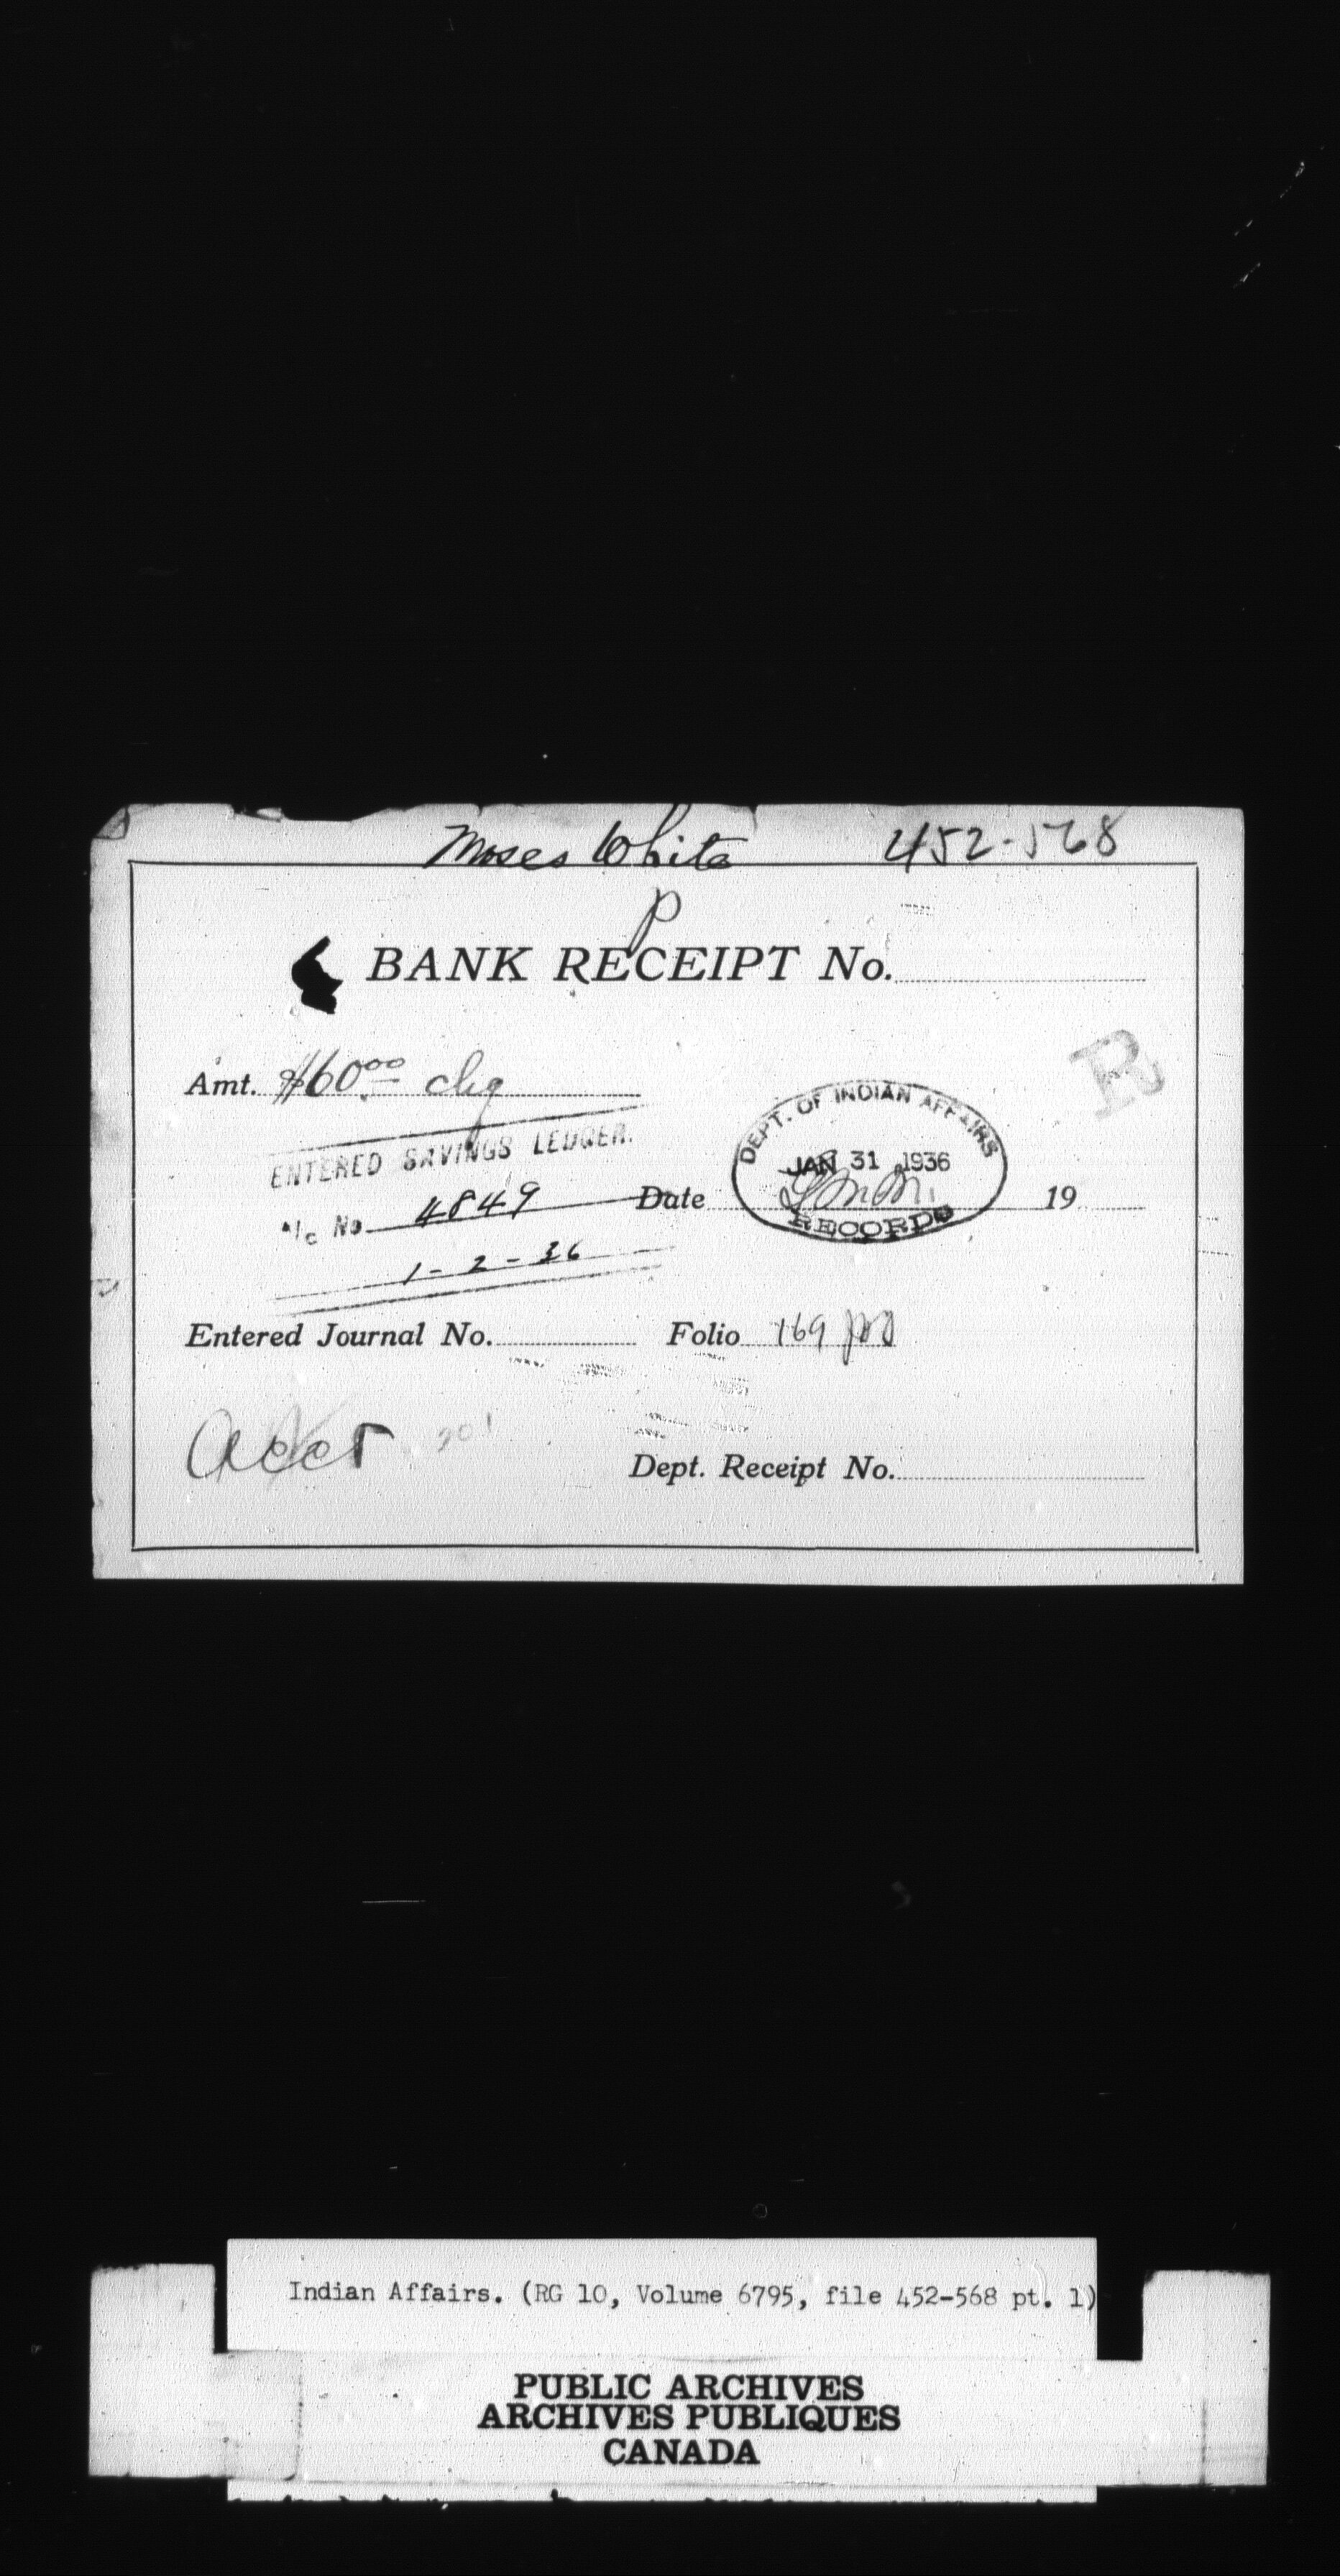 Moses White 452-568
P
BANK RECEIPT No.
R
Amt. $60.00 chq
DEPT. OF INDIAN AFFAIRS
ENTERED SAVINGS LEDGER.
JAN 31 1936
A/c No 4849
Date 19
RECORDS
1-2-36
Entered Journal No. Folio 169
Acct
Dept. Receipt No.
Indian Affairs. (RG 10, Volume 6795, file 452-568 pt. 1)
PUBLIC ARCHIVES
ARCHIVES PUBLIQUES
CANADA